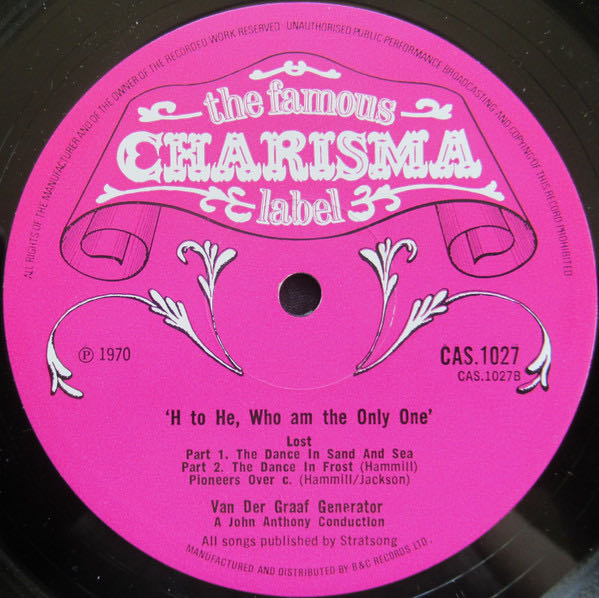 ALL RIGHTS OF THE MANUFACTURER AND OF THE OWNER OF THE RECORDED WORK RESERVED · UNAUTHORISED PUBLIC PERFORMANCE BROADCASTING AND COPYING OF THIS RECORD PROHIBITED
the famous
CHARISMA
label
Ⓟ 1970
CAS.1027
CAS.1027B
'H to He, Who am the Only One'
Lost
Part 1. The Dance In Sand And Sea
Part 2. The Dance In Frost (Hammill)
Pioneers Over c. (Hammill/Jackson)
Van Der Graaf Generator
A John Anthony Conduction
All songs published by Stratsong
MANUFACTURED AND DISTRIBUTED BY B&C RECORDS LTD.